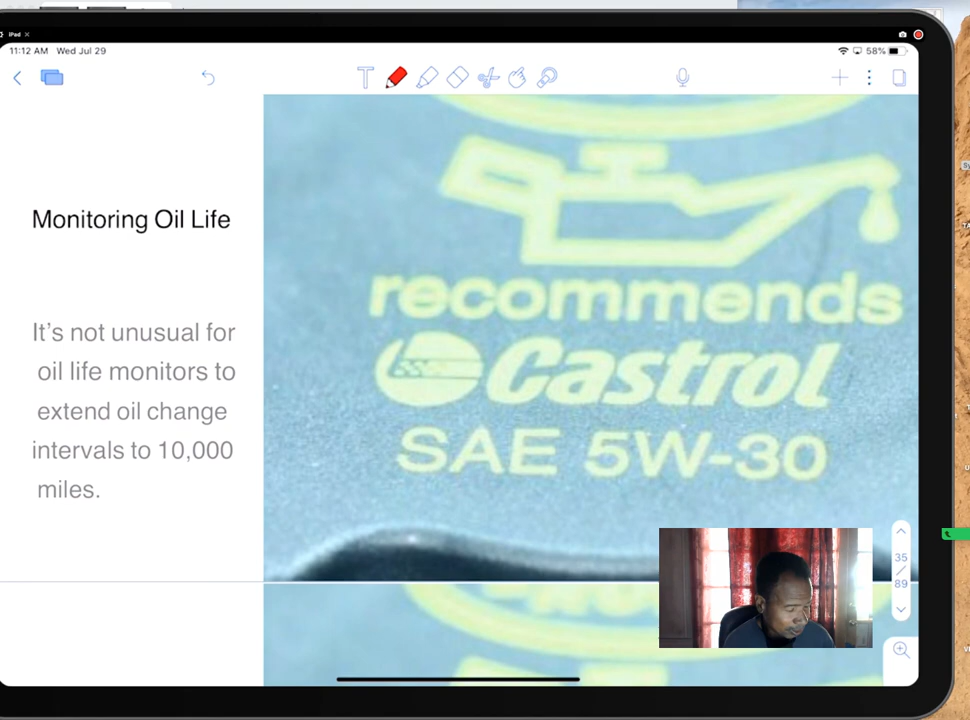 iPad
11:12 AM Wed Jul 29
58%
T
Monitoring Oil Life
It's not unusual for
oil life monitors to
extend oil change
intervals to 10,000
miles.
recommends
Castrol
SAE 5W-30
35
/
89